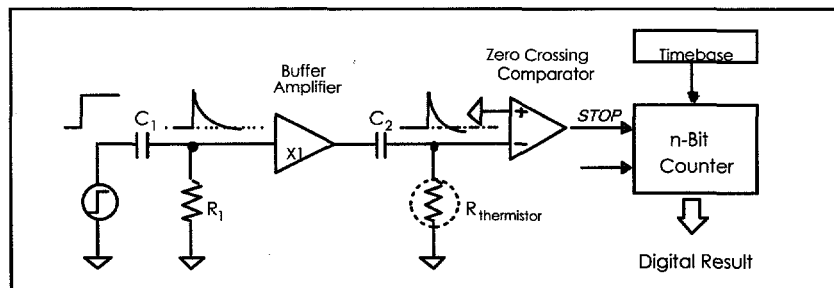 Buffer
Amplifier
Zero Crossing
Comparator
Timebase
C1
C2
X1
+
−
STOP
n-Bit
Counter
R1
Rthermistor
Digital Result